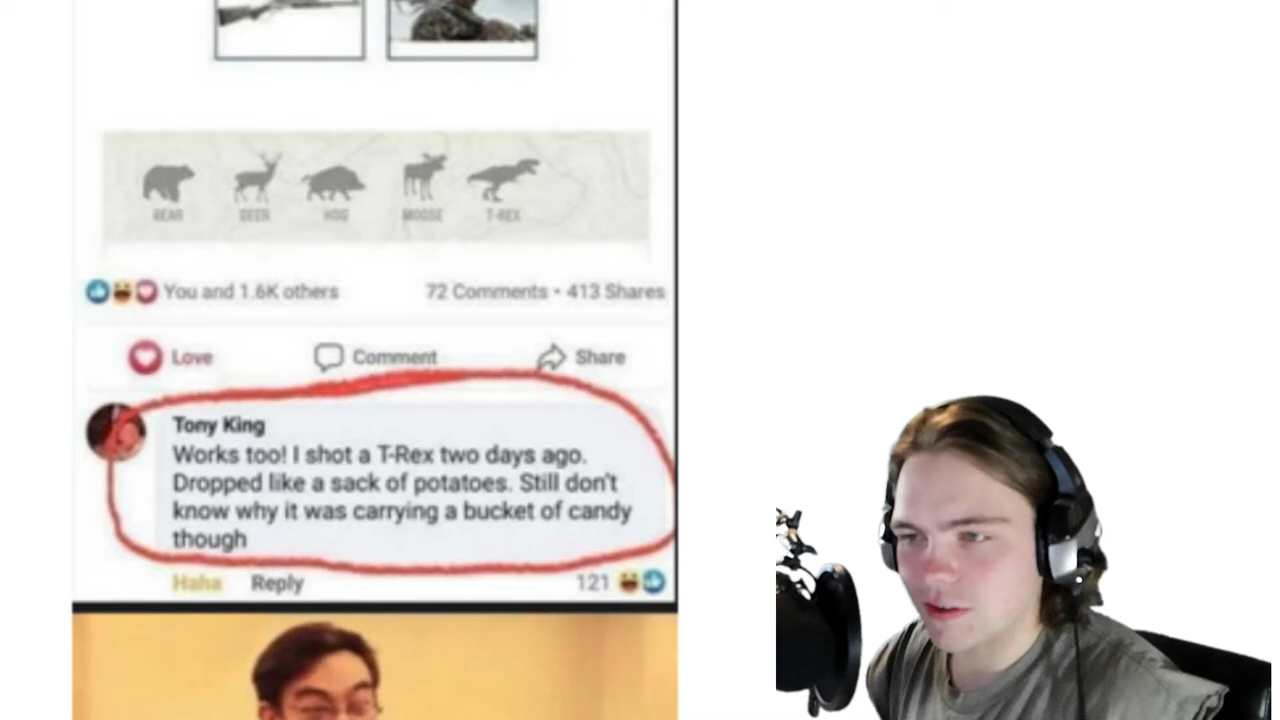 BEAR DEER HOG MOOSE T-REX
You and 1.6K others 72 Comments • 413 Shares
Love Comment Share
Tony King
Works too! I shot a T-Rex two days ago.
Dropped like a sack of potatoes. Still don't
know why it was carrying a bucket of candy
though
Haha Reply 121